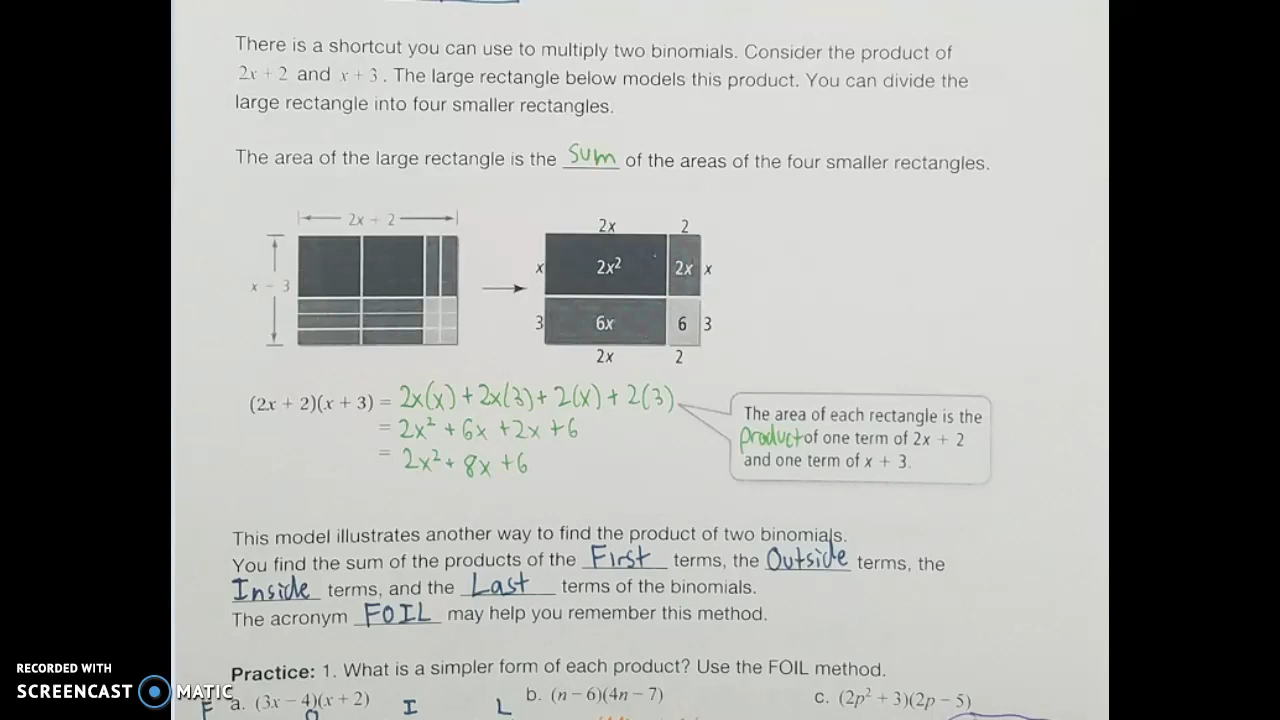 There is a shortcut you can use to multiply two binomials. Consider the product of
2x + 2 and x + 3. The large rectangle below models this product. You can divide the
large rectangle into four smaller rectangles.
The area of the large rectangle is the sum of the areas of the four smaller rectangles.
2x + 2
x - 3
2x 2
x 2x² 2x x
3 6x 6 3
2x 2
(2x + 2)(x + 3) = 2x(x) + 2x(3) + 2(x) + 2(3)
= 2x² + 6x + 2x + 6
= 2x² + 8x + 6
The area of each rectangle is the
product of one term of 2x + 2
and one term of x + 3.
This model illustrates another way to find the product of two binomials.
You find the sum of the products of the First terms, the Outside terms, the
Inside terms, and the Last terms of the binomials.
The acronym FOIL may help you remember this method.
Practice: 1. What is a simpler form of each product? Use the FOIL method.
a. (3x – 4)(x + 2) b. (n – 6)(4n – 7) c. (2p² + 3)(2p – 5)
F O I L
RECORDED WITH
SCREENCAST MATIC